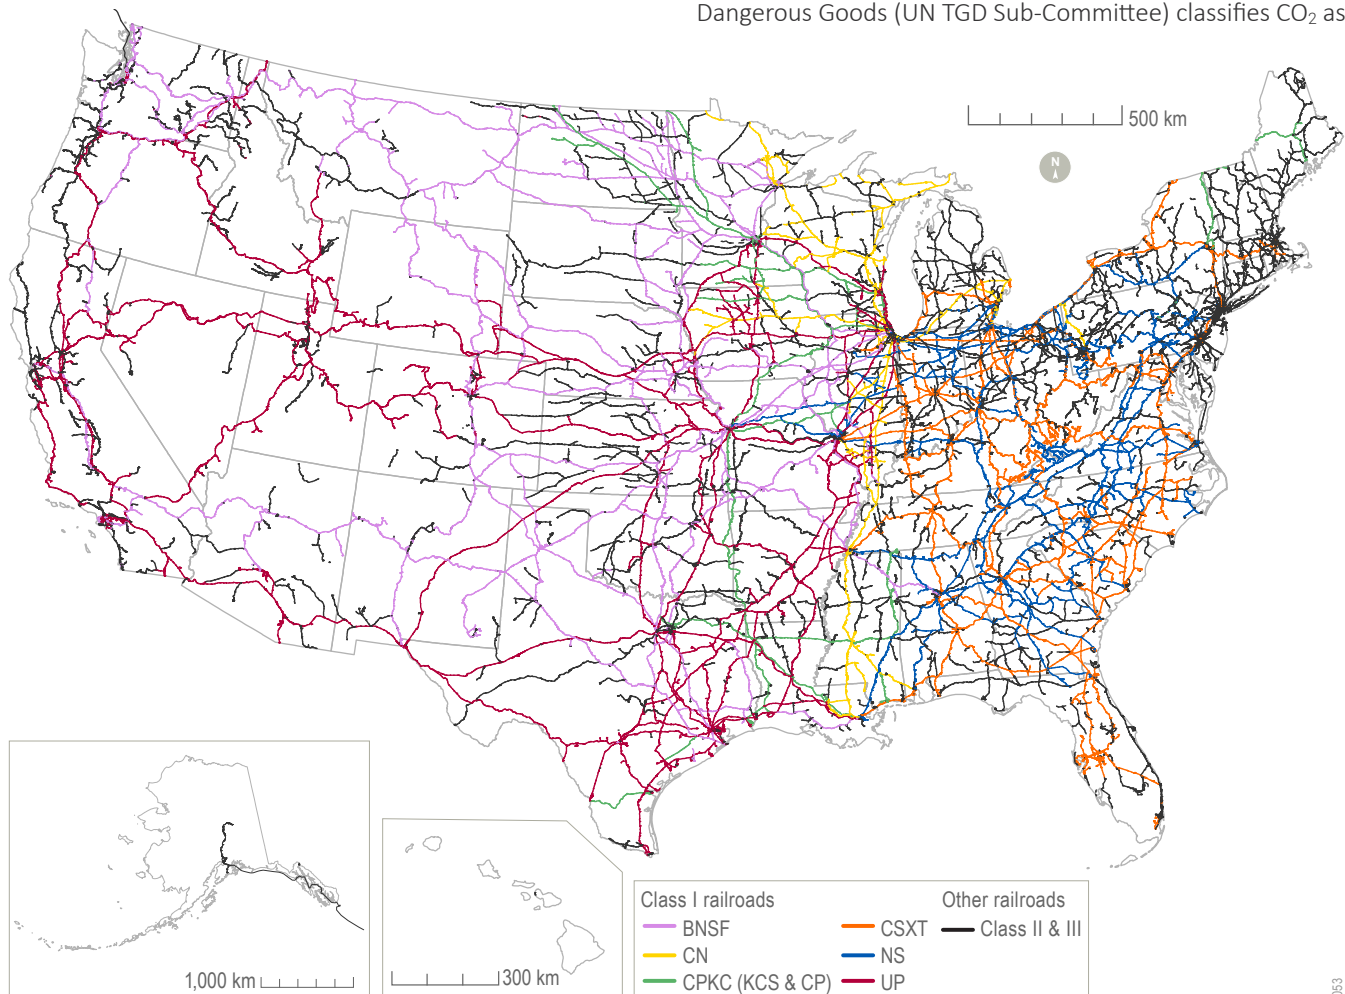 Dangerous Goods (UN TGD Sub-Committee) classifies CO₂ as
500 km
N
1,000 km
300 km
Class I railroads
BNSF
CN
CPKC (KCS & CP)
CSXT
NS
UP
Other railroads
Class II & III
053